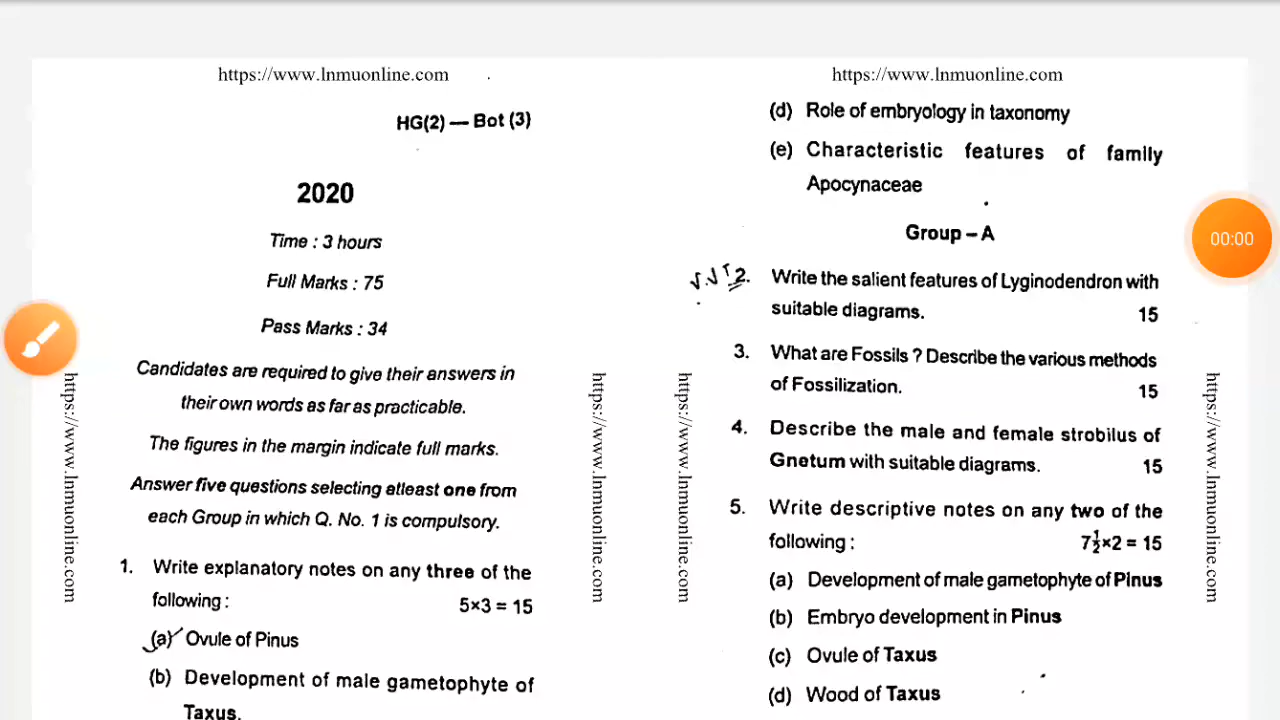 https://www.lnmuonline.com
HG(2) — Bot (3)
2020
Time : 3 hours
Full Marks : 75
Pass Marks : 34
Candidates are required to give their answers in
their own words as far as practicable.
The figures in the margin indicate full marks.
Answer five questions selecting atleast one from
each Group in which Q. No. 1 is compulsory.
1. Write explanatory notes on any three of the
following : 5×3 = 15
(a) Ovule of Pinus
(b) Development of male gametophyte of
Taxus.
https://www.lnmuonline.com
https://www.lnmuonline.com
https://www.lnmuonline.com
(d) Role of embryology in taxonomy
(e) Characteristic features of family
Apocynaceae
Group – A
2. Write the salient features of Lyginodendron with
suitable diagrams. 15
3. What are Fossils ? Describe the various methods
of Fossilization. 15
4. Describe the male and female strobilus of
Gnetum with suitable diagrams. 15
5. Write descriptive notes on any two of the
following : 7½×2 = 15
(a) Development of male gametophyte of Pinus
(b) Embryo development in Pinus
(c) Ovule of Taxus
(d) Wood of Taxus
https://www.lnmuonline.com
https://www.lnmuonline.com
00:00